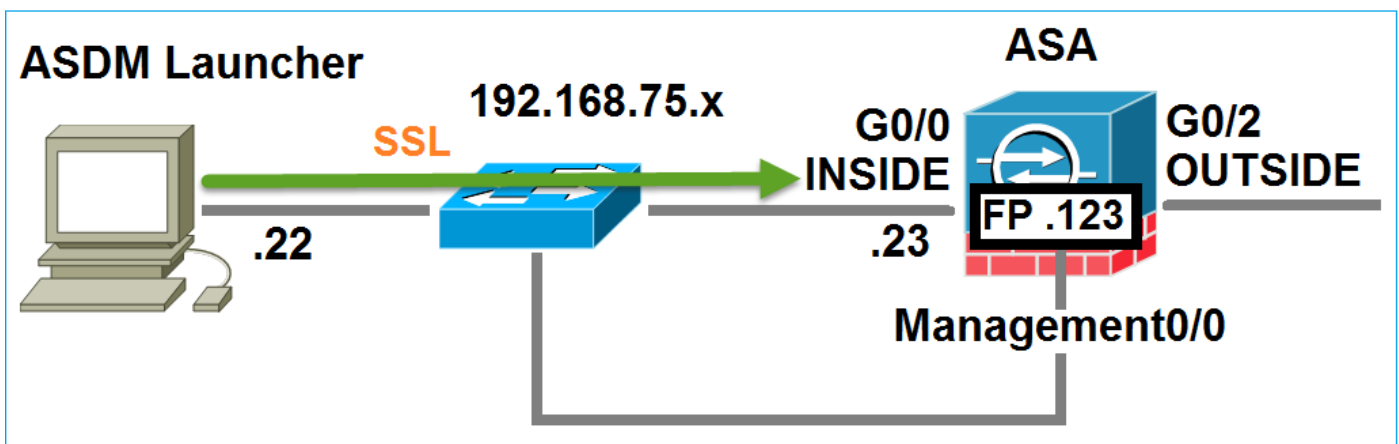 ASDM Launcher
192.168.75.x
SSL
.22
ASA
G0/0
INSIDE
G0/2
OUTSIDE
FP .123
.23
Management0/0